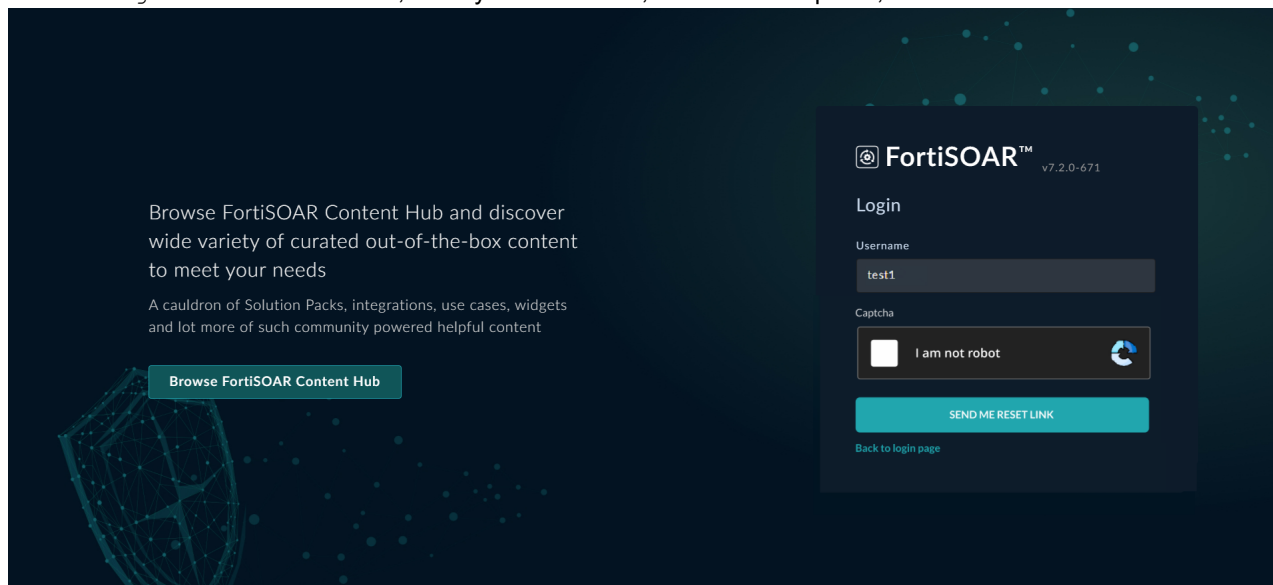 Browse FortiSOAR Content Hub and discover
wide variety of curated out-of-the-box content
to meet your needs
A cauldron of Solution Packs, integrations, use cases, widgets
and lot more of such community powered helpful content
Browse FortiSOAR Content Hub
FortiSOAR™ v7.2.0-671
Login
Username
test1
Captcha
I am not robot
SEND ME RESET LINK
Back to login page